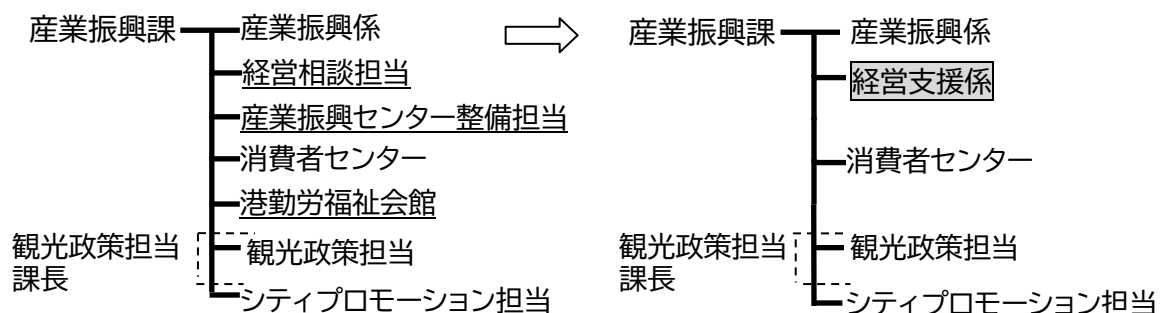 産業振興課
産業振興係
経営相談担当
産業振興センター整備担当
消費者センター
港勤労福祉会館
観光政策担当
課長
観光政策担当
シティプロモーション担当
産業振興課
産業振興係
経営支援係
消費者センター
観光政策担当
課長
観光政策担当
シティプロモーション担当